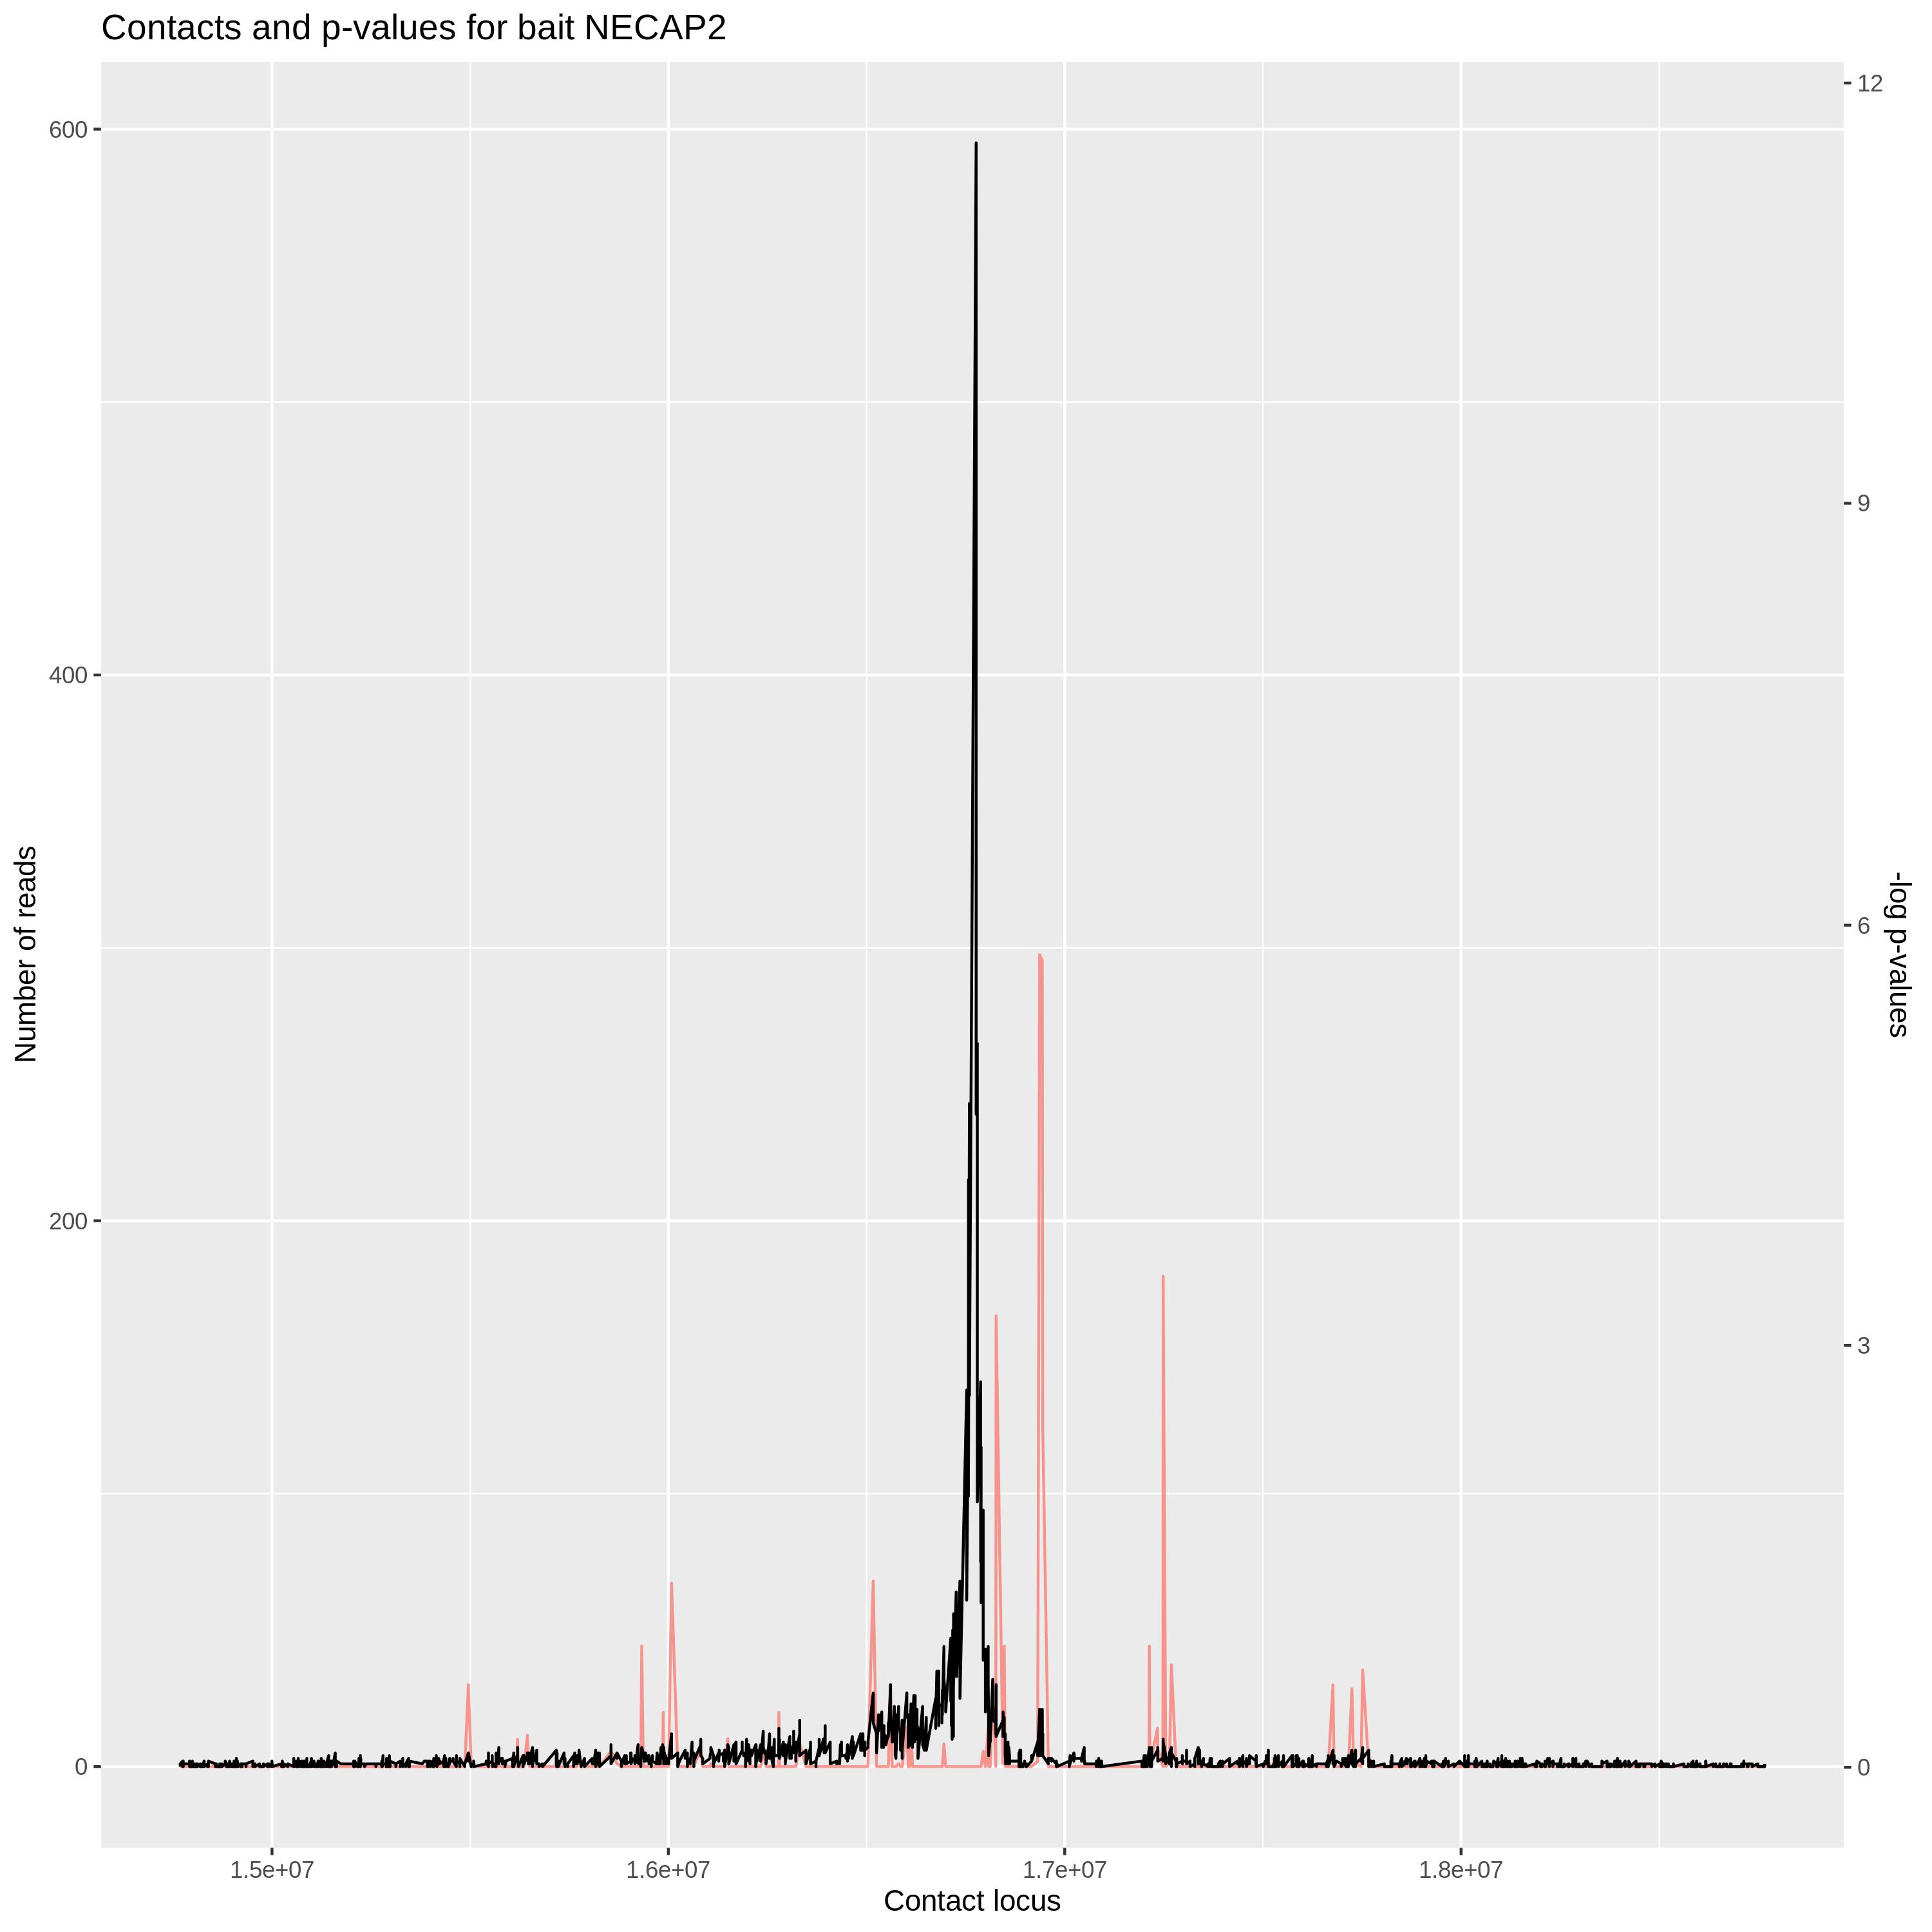 Contacts and p-values for bait NECAP2
600
400
200
0
12
9
6
3
0
Number of reads
-log p-values
1.5e+07 1.6e+07 1.7e+07 1.8e+07
Contact locus